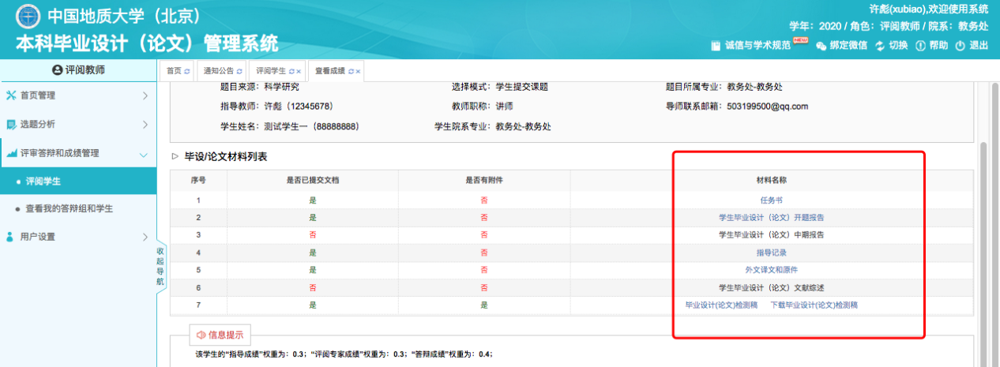 中国地质大学（北京）
本科毕业设计（论文）管理系统
许彪(xubiao),欢迎使用系统
学年：2020 / 角色：评阅教师 / 院系：教务处
诚信与学术规范 NEW 绑定微信 切换 帮助 退出
评阅教师
首页管理
选题分析
评审答辩和成绩管理
评阅学生
查看我的答辩组和学生
用户设置
收起导航
首页 通知公告 评阅学生 查看成绩
题目来源：科学研究 选择模式：学生提交课题 题目所属专业：教务处-教务处
指导教师：许彪（12345678） 教师职称：讲师 导师联系邮箱：503199500@qq.com
学生姓名：测试学生一（88888888） 学生院系专业：教务处-教务处
毕设/论文材料列表
序号 是否已提交文档 是否有附件 材料名称
1 是 否 任务书
2 是 否 学生毕业设计（论文）开题报告
3 否 否 学生毕业设计（论文）中期报告
4 是 否 指导记录
5 是 否 外文译文和原件
6 否 否 学生毕业设计（论文）文献综述
7 是 是 毕业设计(论文)检测稿 下载毕业设计(论文)检测稿
信息提示
该学生的“指导成绩”权重为：0.3；“评阅专家成绩”权重为：0.3；“答辩成绩”权重为：0.4；